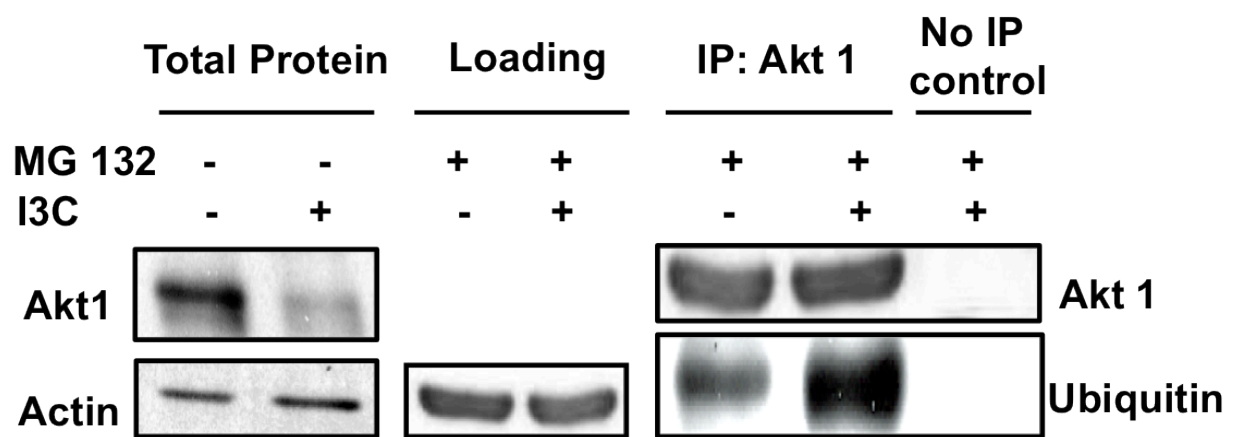 Total Protein Loading IP: Akt 1 No IP control
MG 132 - - + + + + +
I3C - + - + - + +
Akt1 Akt 1
Actin Ubiquitin